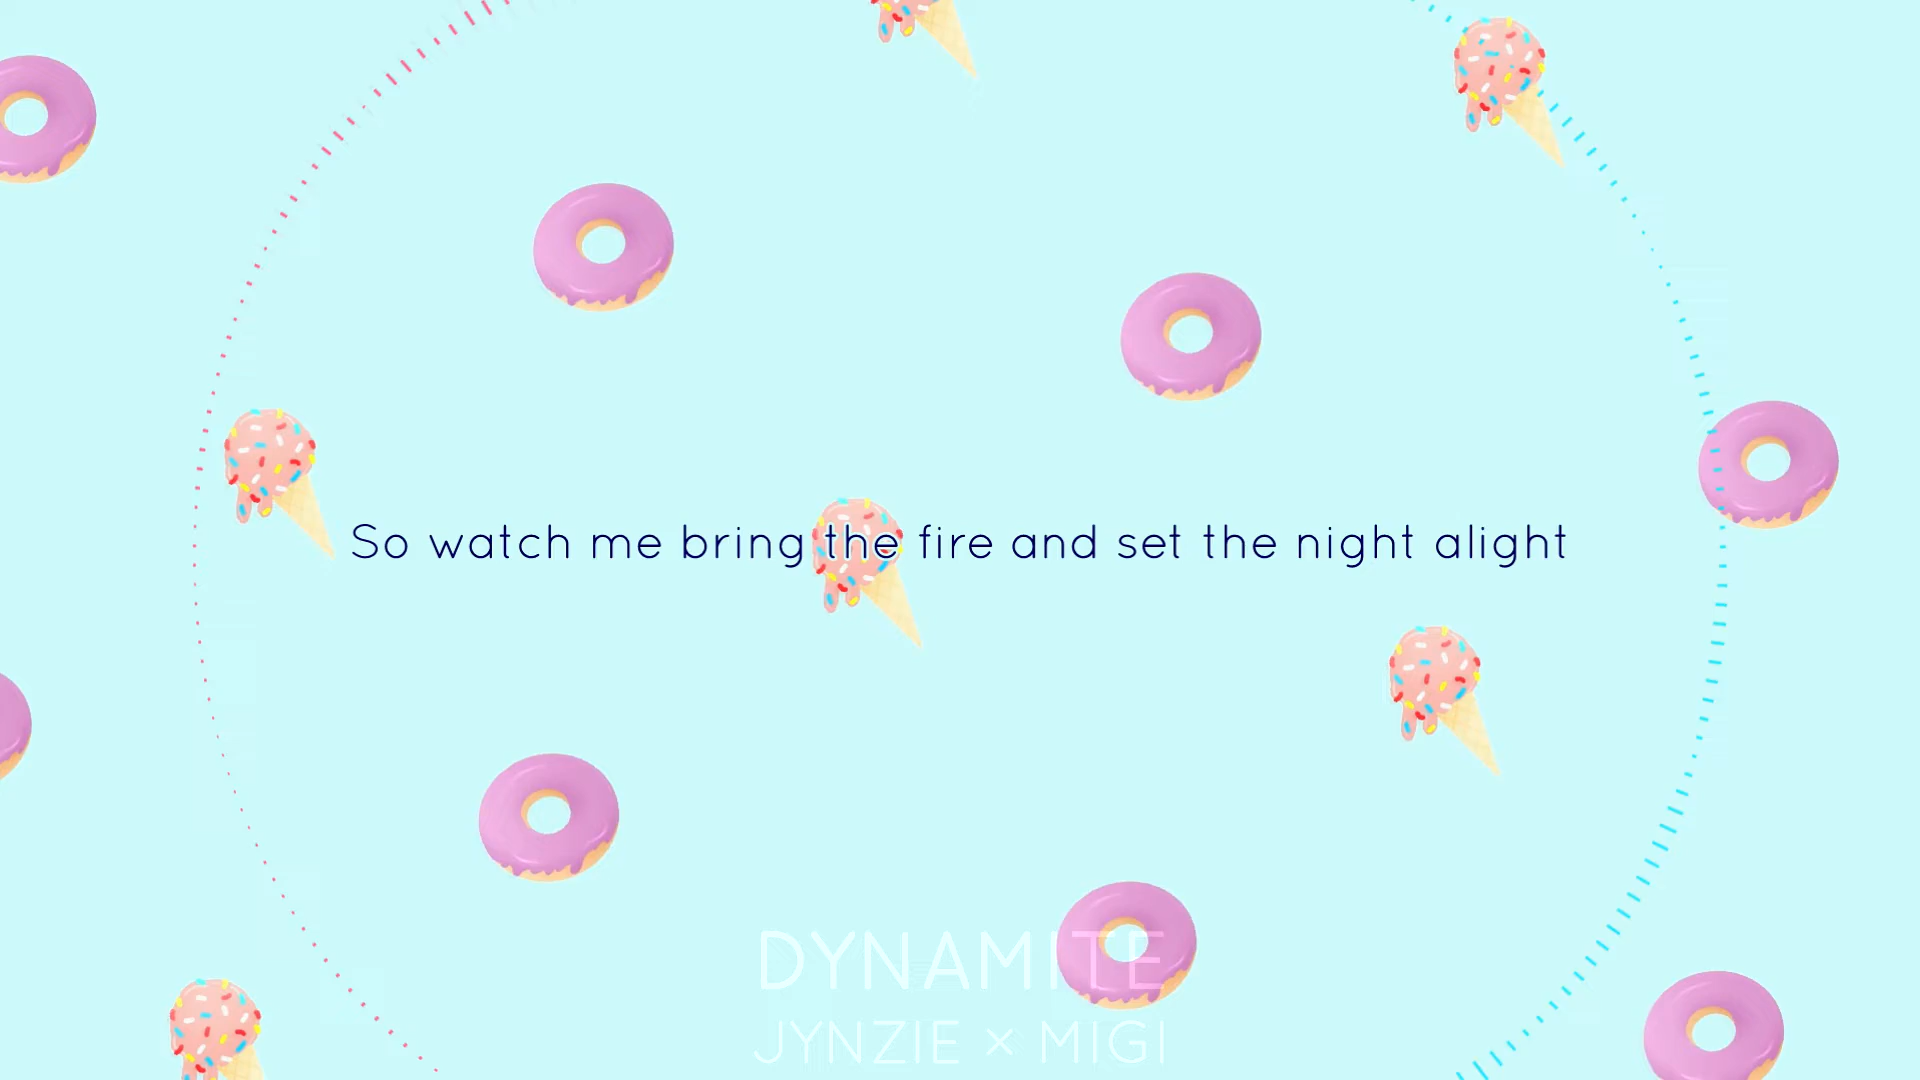 So watch me bring the fire and set the night alight
DYNAMITE
JYNZIE × MIGI